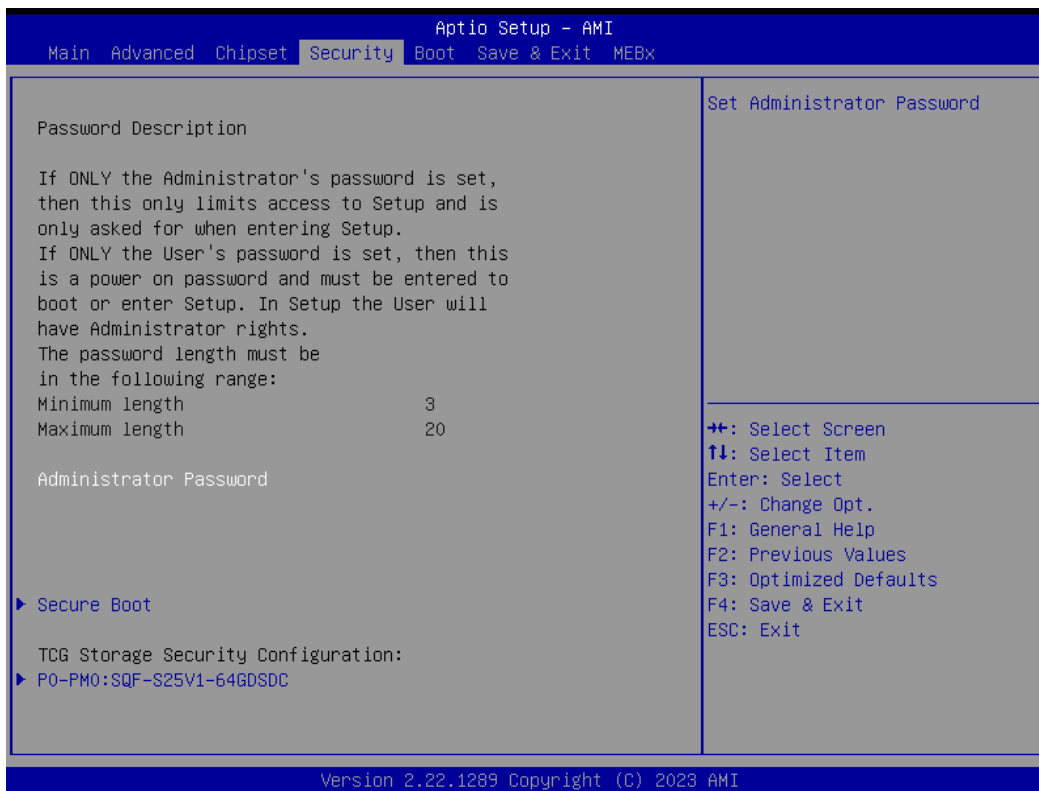 Aptio Setup – AMI
Main Advanced Chipset Security Boot Save & Exit MEBx
Password Description
If ONLY the Administrator's password is set,
then this only limits access to Setup and is
only asked for when entering Setup.
If ONLY the User's password is set, then this
is a power on password and must be entered to
boot or enter Setup. In Setup the User will
have Administrator rights.
The password length must be
in the following range:
Minimum length 3
Maximum length 20
Administrator Password
▶ Secure Boot
TCG Storage Security Configuration:
▶ P0-PM0:SQF-S25V1-64GDSDC
Set Administrator Password
→←: Select Screen
↑↓: Select Item
Enter: Select
+/-: Change Opt.
F1: General Help
F2: Previous Values
F3: Optimized Defaults
F4: Save & Exit
ESC: Exit
Version 2.22.1289 Copyright (C) 2023 AMI